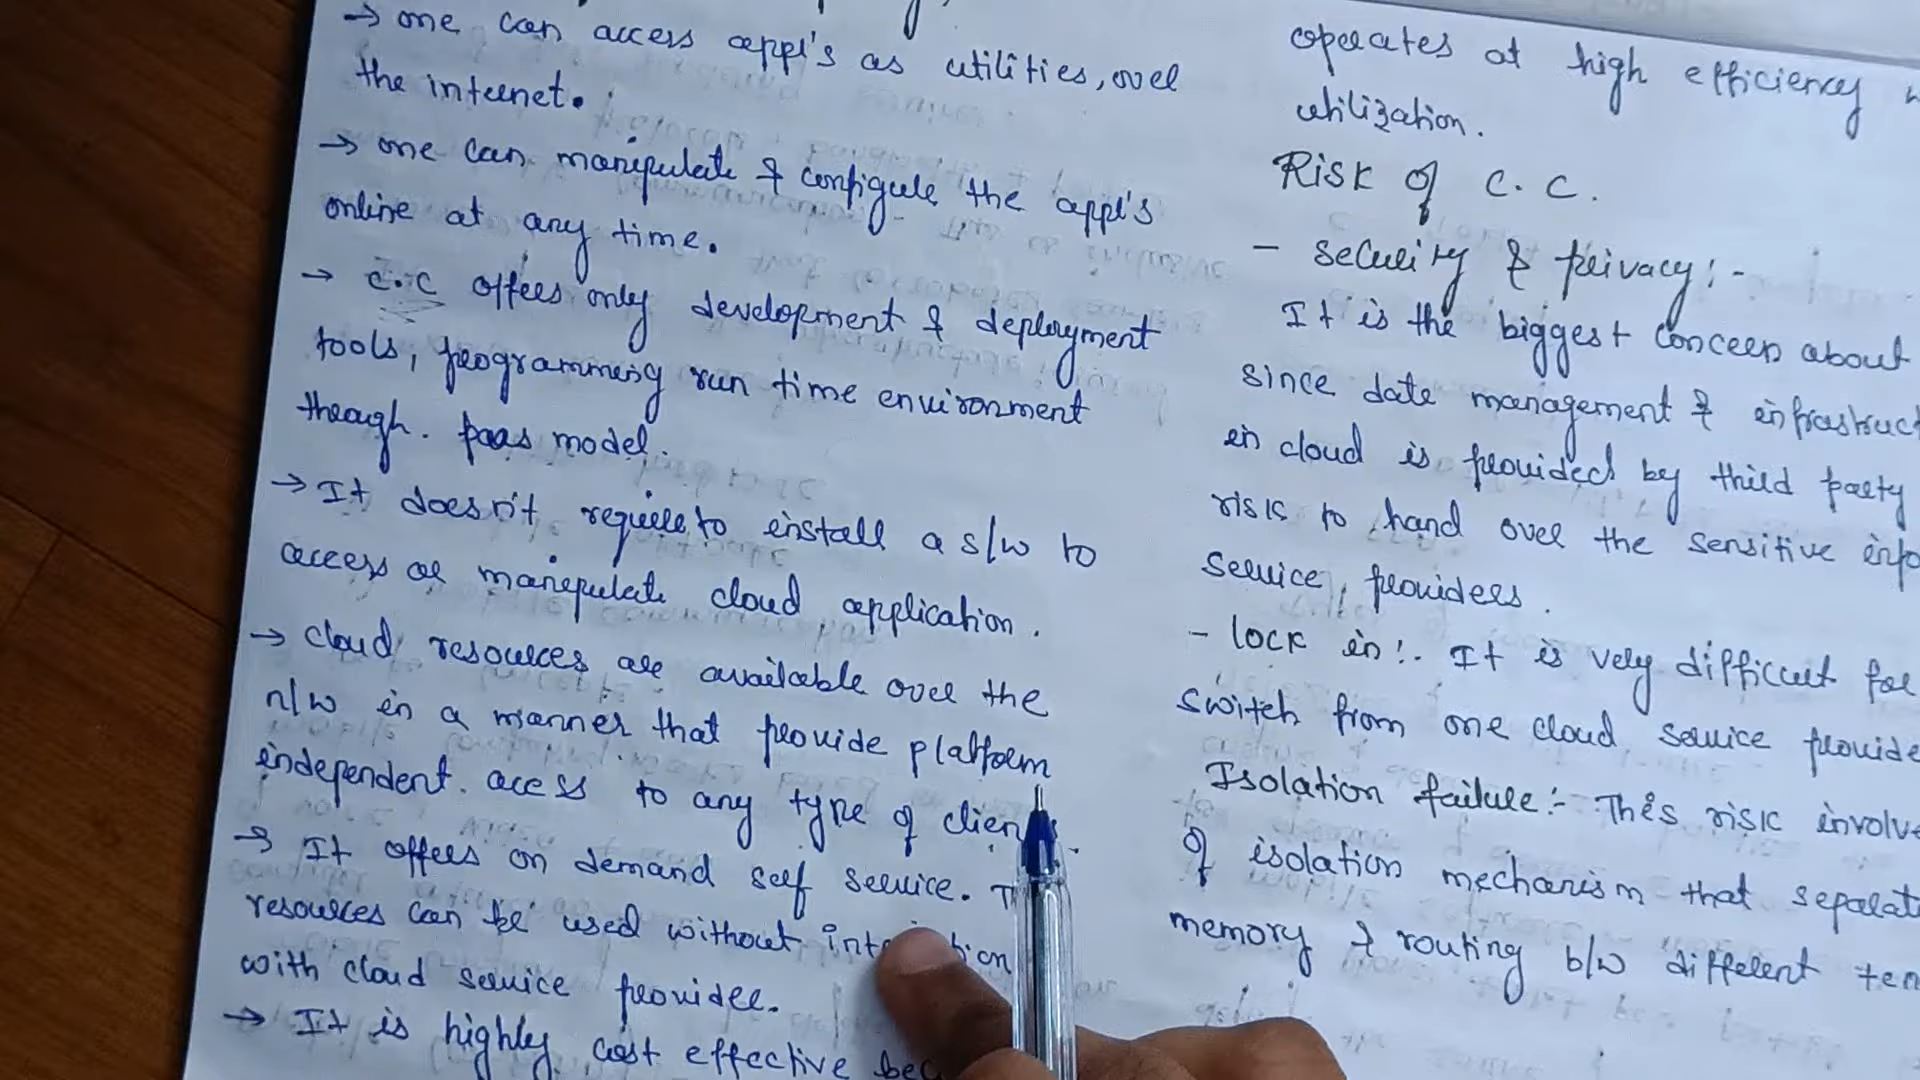 → one can access appl's as utilities, over
the internet.
→ one can manipulate & configure the appl's
online at any time.
→ C.C offers only development & deployment
tools, programming run time environment
through. paas model.
→ It doesn't require to install a s/w to
access or manipulate cloud application.
→ cloud resources are available over the
n/w in a manner that provide platform
independent. acess to any type of clien
→ It offers on demand self service.
resources can be used without
with cloud service provider.
→ It is highly cost effective
operates at high efficiency
utilization.
Risk of C.C.
- security & privacy:-
It is the biggest concern about
since date management & infrastruct
in cloud is provided by third party
risk to hand over the sensitive info
service providers.
- lock in:- It is very difficult for
switch from one cloud service provide
Isolation failure:- This risk involve
of isolation mechanism that separat
memory & routing b/w different ten